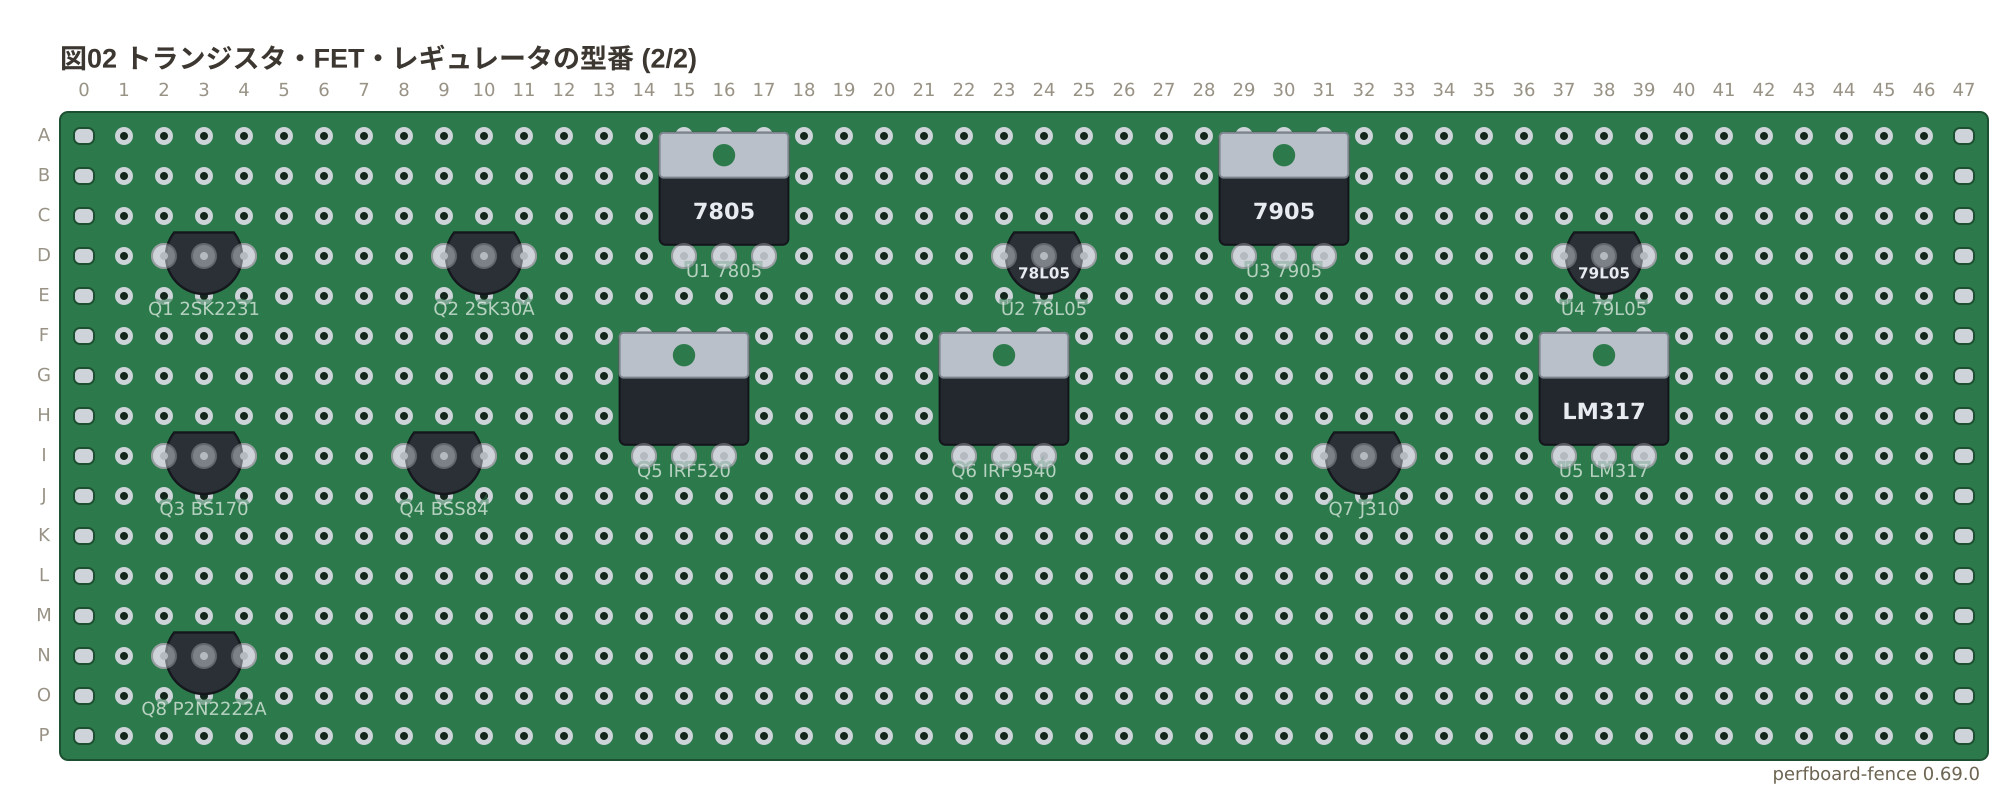 図02 トランジスタ・FET・レギュレータの型番 (2/2)
0 1 2 3 4 5 6 7 8 9 10 11 12 13 14 15 16 17 18 19 20 21 22 23 24 25 26 27 28 29 30 31 32 33 34 35 36 37 38 39 40 41 42 43 44 45 46 47
A
B
C
7805 7905
D
78L05 79L05
U1 7805 U3 7905
E
Q1 2SK2231 Q2 2SK30A U2 78L05 U4 79L05
F
G
H
LM317
I
Q5 IRF520 Q6 IRF9540 U5 LM317
J
Q3 BS170 Q4 BSS84 Q7 J310
K
L
M
N
O
Q8 P2N2222A
P
perfboard-fence 0.69.0